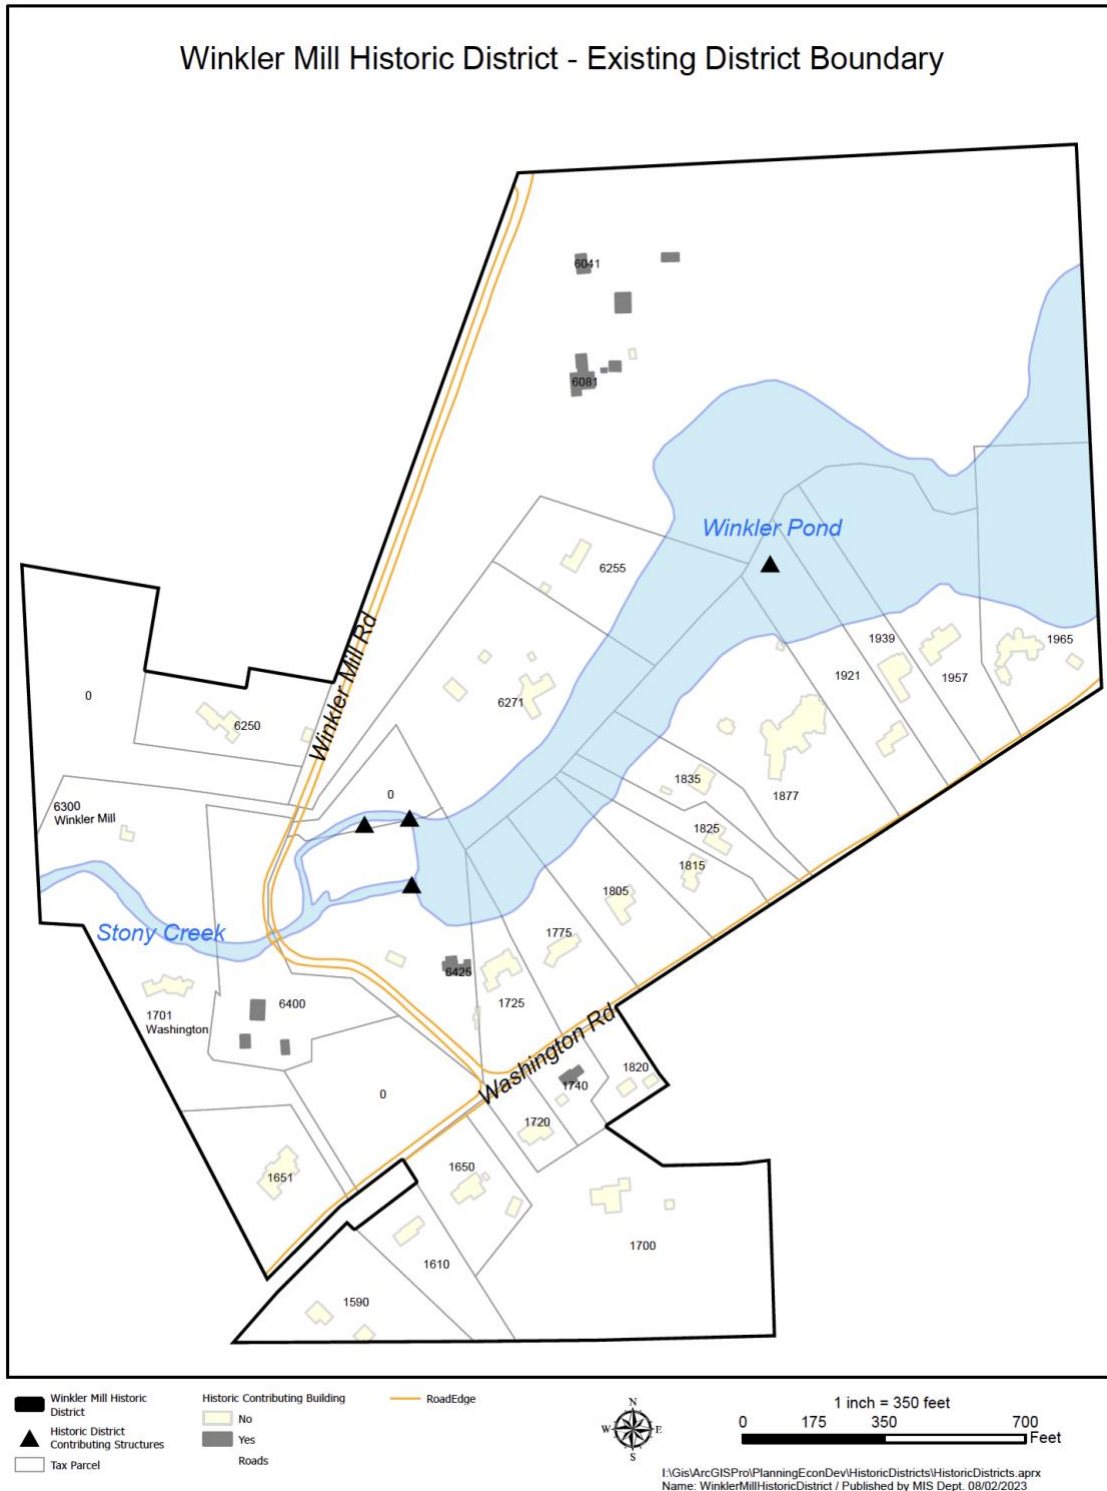 Winkler Mill Historic District - Existing District Boundary
6041
6081
Winkler Pond
6255
Winkler Mill Rd
1939
1965
1921
1957
0
6250
6271
1835
1877
0
6300
Winkler Mill
1825
1815
1805
Stony Creek
1775
6425
1725
6400
1701
Washington
Washington Rd
1820
1740
0
1720
1650
1651
1700
1610
1590
Winkler Mill Historic
District
Historic District
Contributing Structures
Tax Parcel
Historic Contributing Building
No
Yes
Roads
RoadEdge
N
W E
S
1 inch = 350 feet
0 175 350 700
Feet
I:\Gis\ArcGISPro\PlanningEconDev\HistoricDistricts\HistoricDistricts.aprx
Name: WinklerMillHistoricDistrict / Published by MIS Dept. 08/02/2023